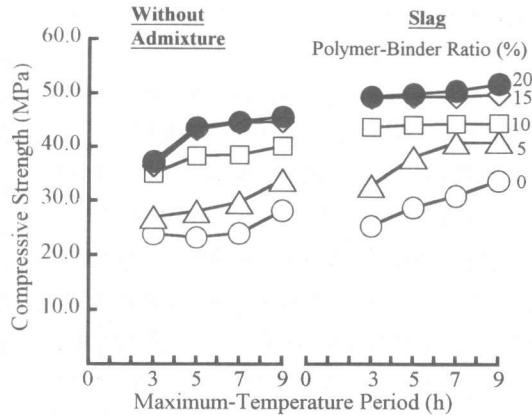 Without
Admixture
Slag
Polymer-Binder Ratio (%)
60.0
50.0
40.0
30.0
20.0
10.0
Compressive Strength (MPa)
20
15
10
5
0
0 3 5 7 9 0 3 5 7 9
Maximum-Temperature Period (h)